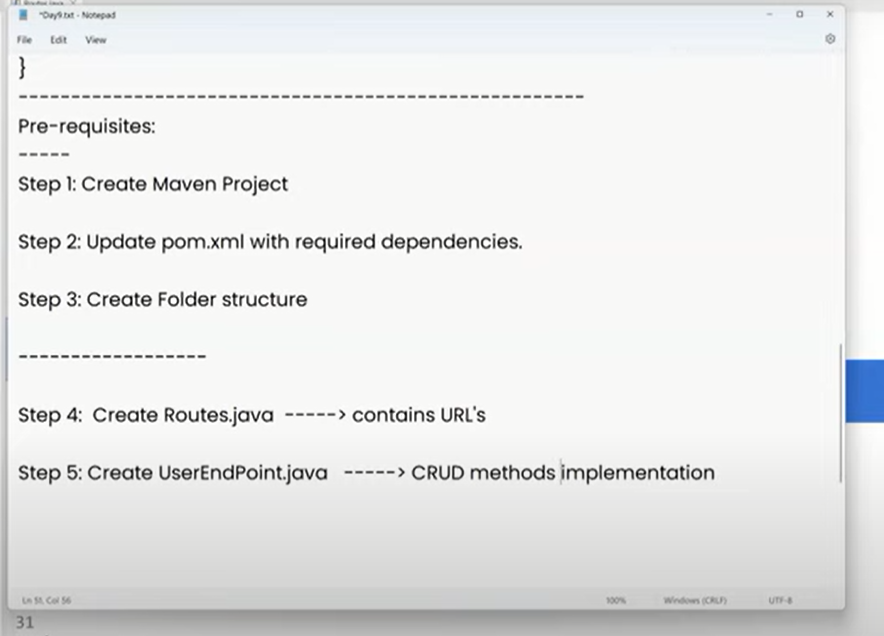 *Day9.txt - Notepad
File Edit View
}
------------------------------------------------------
Pre-requisites:
-----
Step 1: Create Maven Project
Step 2: Update pom.xml with required dependencies.
Step 3: Create Folder structure
------------------
Step 4:  Create Routes.java  -----> contains URL's
Step 5: Create UserEndPoint.java   -----> CRUD methods implementation
Ln 51, Col 56 100% Windows (CRLF) UTF-8
31